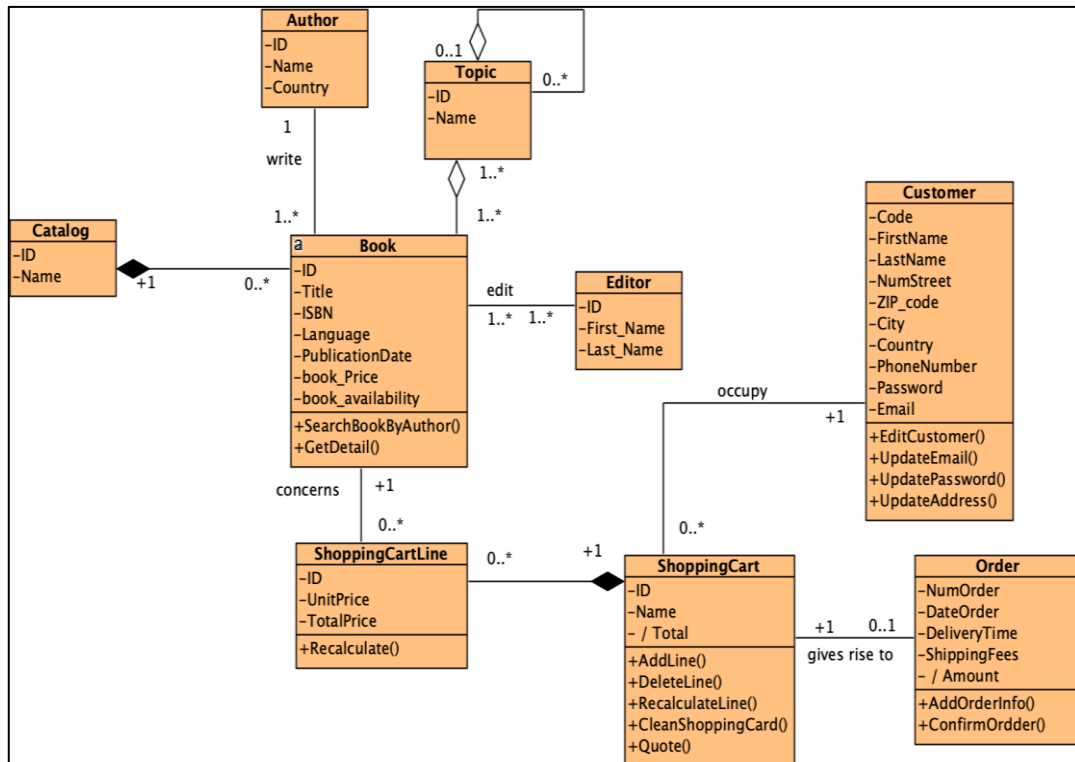 Author
-ID
-Name
-Country
1
write
1..*
0..1
0..*
Topic
-ID
-Name
1..*
1..*
Catalog
-ID
-Name
+1
0..*
a
Book
-ID
-Title
-ISBN
-Language
-PublicationDate
-book_Price
-book_availability
+SearchBookByAuthor()
+GetDetail()
edit
1..*
1..*
Editor
-ID
-First_Name
-Last_Name
Customer
-Code
-FirstName
-LastName
-NumStreet
-ZIP_code
-City
-Country
-PhoneNumber
-Password
-Email
+EditCustomer()
+UpdateEmail()
+UpdatePassword()
+UpdateAddress()
occupy
+1
0..*
concerns
+1
0..*
ShoppingCartLine
-ID
-UnitPrice
-TotalPrice
+Recalculate()
0..*
+1
ShoppingCart
-ID
-Name
- / Total
+AddLine()
+DeleteLine()
+RecalculateLine()
+CleanShoppingCard()
+Quote()
+1
0..1
gives rise to
Order
-NumOrder
-DateOrder
-DeliveryTime
-ShippingFees
- / Amount
+AddOrderInfo()
+ConfirmOrdder()